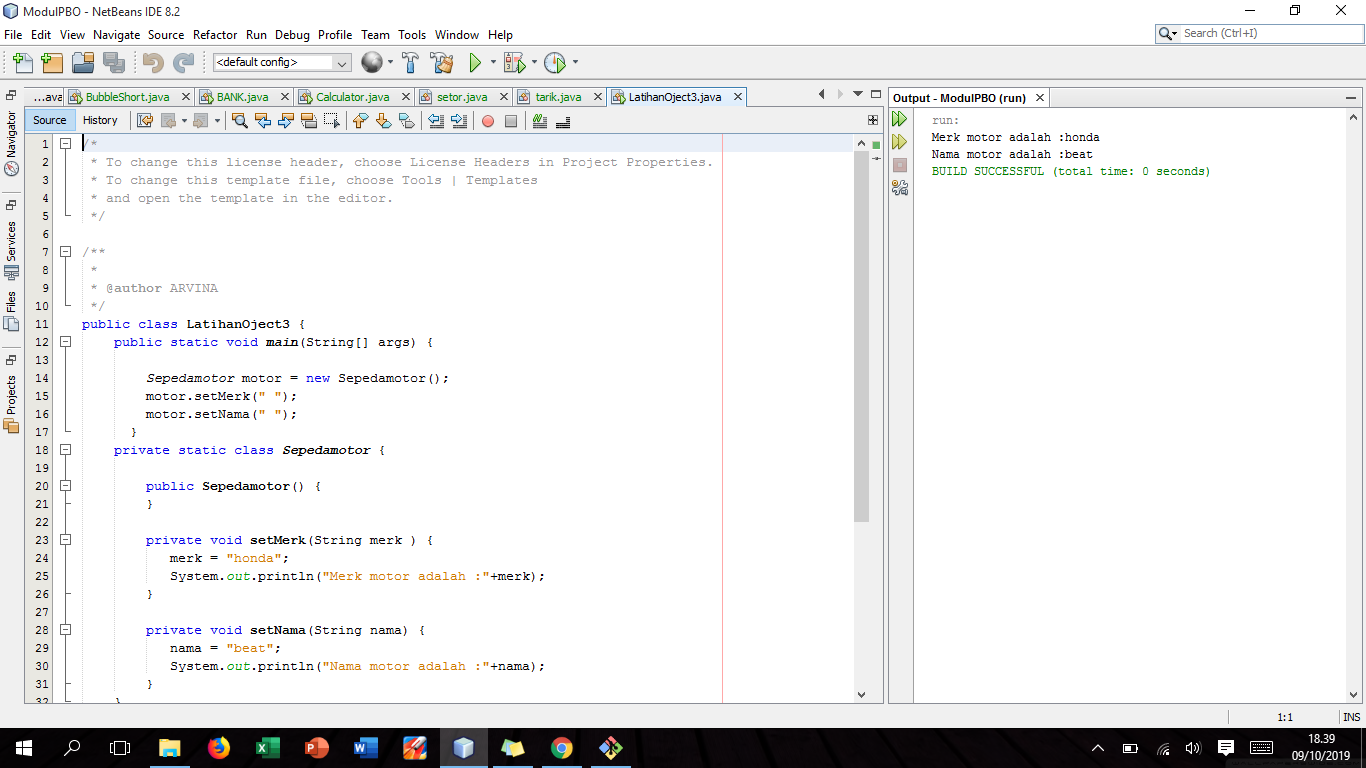 ModulPBO - NetBeans IDE 8.2
File Edit View Navigate Source Refactor Run Debug Profile Team Tools Window Help
Search (Ctrl+I)
<default config>
...ava BubbleShort.java BANK.java Calculator.java setor.java tarik.java LatihanOject3.java
Source History
Navigator
Services
Files
Projects
1 /*
2 * To change this license header, choose License Headers in Project Properties.
3 * To change this template file, choose Tools | Templates
4 * and open the template in the editor.
5 */
6
7 /**
8 *
9 * @author ARVINA
10 */
11 public class LatihanOject3 {
12 public static void main(String[] args) {
13
14 Sepedamotor motor = new Sepedamotor();
15 motor.setMerk(" ");
16 motor.setNama(" ");
17 }
18 private static class Sepedamotor {
19
20 public Sepedamotor() {
21 }
22
23 private void setMerk(String merk ) {
24 merk = "honda";
25 System.out.println("Merk motor adalah :"+merk);
26 }
27
28 private void setNama(String nama) {
29 nama = "beat";
30 System.out.println("Nama motor adalah :"+nama);
31 }
32 }
Output - ModulPBO (run)
run:
Merk motor adalah :honda
Nama motor adalah :beat
BUILD SUCCESSFUL (total time: 0 seconds)
1:1 INS
18.39
09/10/2019